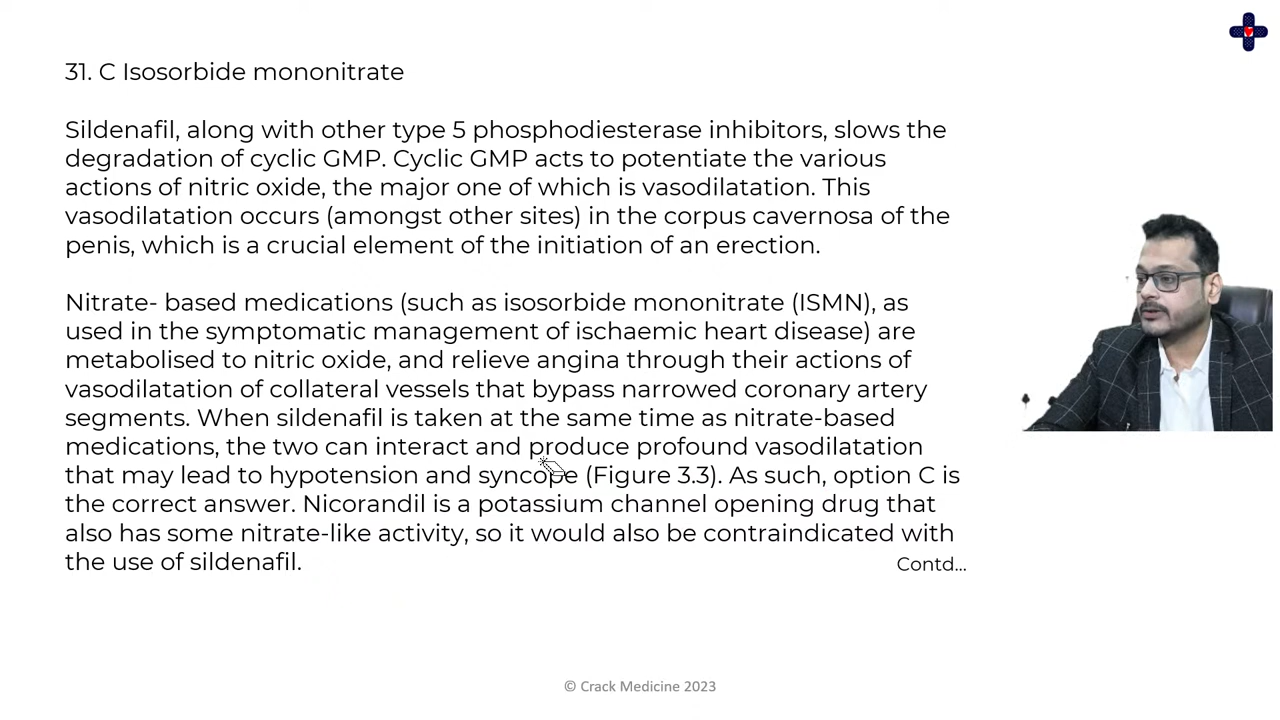 31. C Isosorbide mononitrate
Sildenafil, along with other type 5 phosphodiesterase inhibitors, slows the
degradation of cyclic GMP. Cyclic GMP acts to potentiate the various
actions of nitric oxide, the major one of which is vasodilatation. This
vasodilatation occurs (amongst other sites) in the corpus cavernosa of the
penis, which is a crucial element of the initiation of an erection.
Nitrate- based medications (such as isosorbide mononitrate (ISMN), as
used in the symptomatic management of ischaemic heart disease) are
metabolised to nitric oxide, and relieve angina through their actions of
vasodilatation of collateral vessels that bypass narrowed coronary artery
segments. When sildenafil is taken at the same time as nitrate-based
medications, the two can interact and produce profound vasodilatation
that may lead to hypotension and syncope (Figure 3.3). As such, option C is
the correct answer. Nicorandil is a potassium channel opening drug that
also has some nitrate-like activity, so it would also be contraindicated with
the use of sildenafil.
Contd...
© Crack Medicine 2023